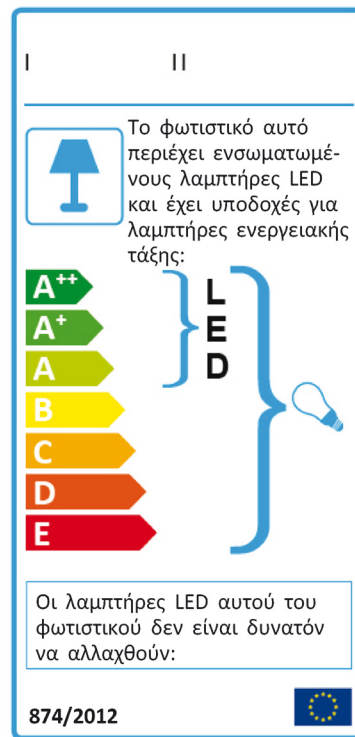 I II
Το φωτιστικό αυτό
περιέχει ενσωματωμέ-
νους λαμπτήρες LED
και έχει υποδοχές για
λαμπτήρες ενεργειακής
τάξης:
A++
A+
A
B
C
D
E
L
E
D
Οι λαμπτήρες LED αυτού του
φωτιστικού δεν είναι δυνατόν
να αλλαχθούν:
874/2012